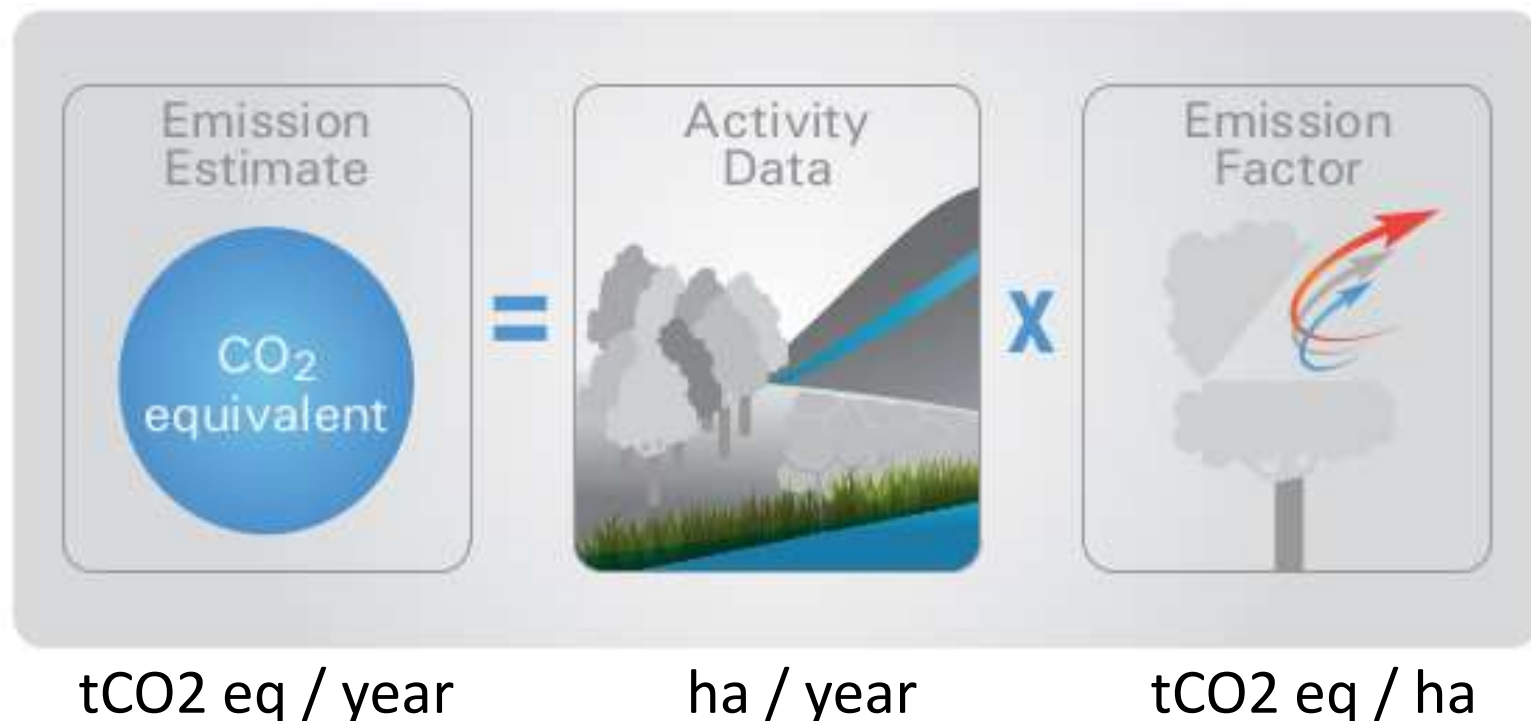 Emission
Estimate
CO₂
equivalent
=
Activity
Data
X
Emission
Factor
tCO2 eq / year
ha / year
tCO2 eq / ha